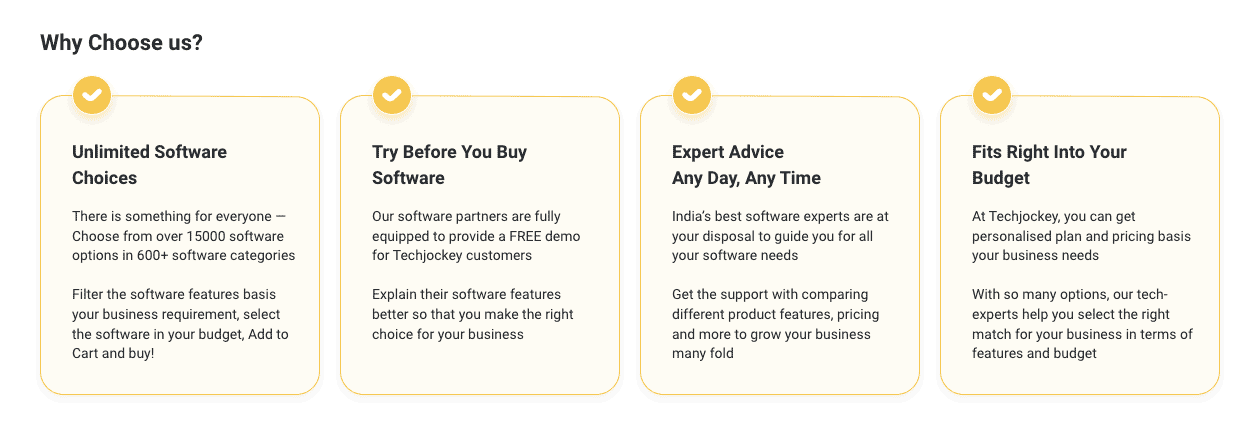 Why Choose us?
Unlimited Software
Choices
There is something for everyone —
Choose from over 15000 software
options in 600+ software categories
Filter the software features basis
your business requirement, select
the software in your budget, Add to
Cart and buy!
Try Before You Buy
Software
Our software partners are fully
equipped to provide a FREE demo
for Techjockey customers
Explain their software features
better so that you make the right
choice for your business
Expert Advice
Any Day, Any Time
India’s best software experts are at
your disposal to guide you for all
your software needs
Get the support with comparing
different product features, pricing
and more to grow your business
many fold
Fits Right Into Your
Budget
At Techjockey, you can get
personalised plan and pricing basis
your business needs
With so many options, our tech-
experts help you select the right
match for your business in terms of
features and budget